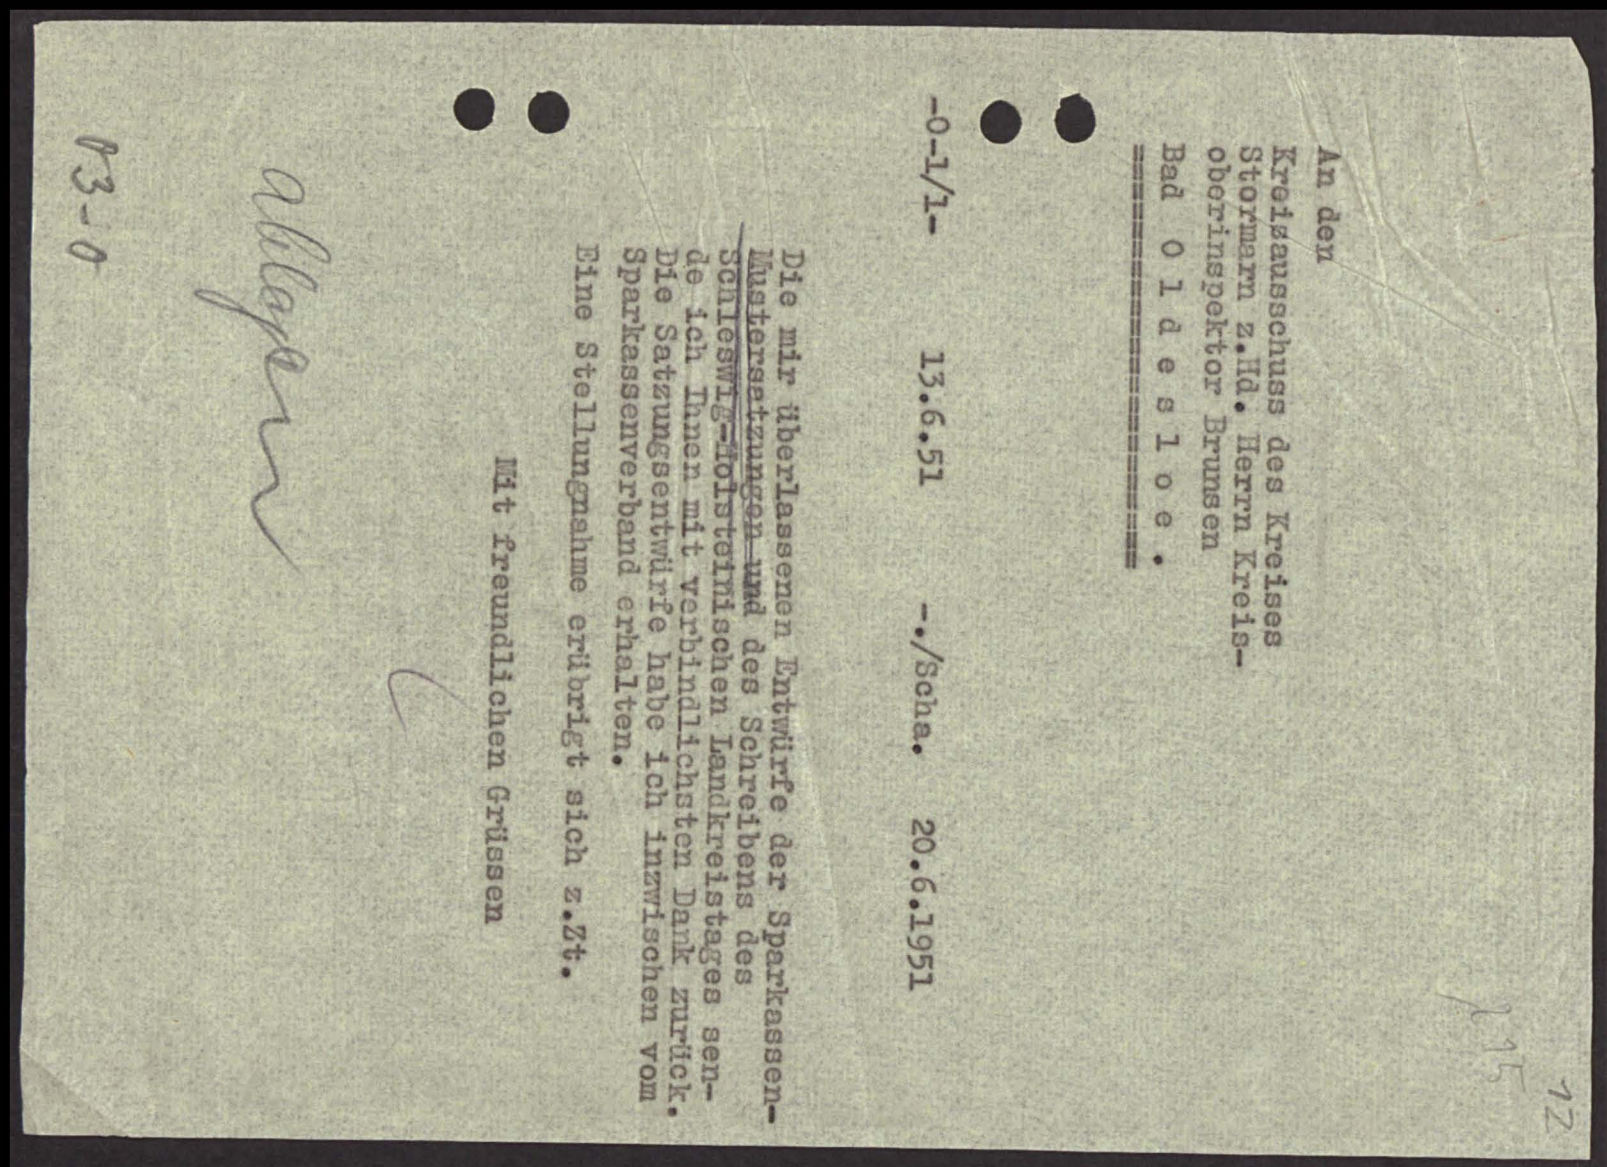 12
115
An den
Kreisausschuss des Kreises
Stormarn z.Hd. Herrn Kreis-
oberinspektor Brunsen
Bad Oldesloe.
====================
-0-1/1- 13.6.51 -./Scha. 20.6.1951
Die mir überlassenen Entwürfe der Sparkassen-
Mustersatzungen und des Schreibens des
Schleswig-Holsteinischen Landkreistages sen-
de ich Ihnen mit verbindlichsten Dank zurück.
Die Satzungsentwürfe habe ich inzwischen vom
Sparkassenverband erhalten.
Eine Stellungnahme erübrigt sich z.Zt.
Mit freundlichen Grüssen
ablegen
03-0